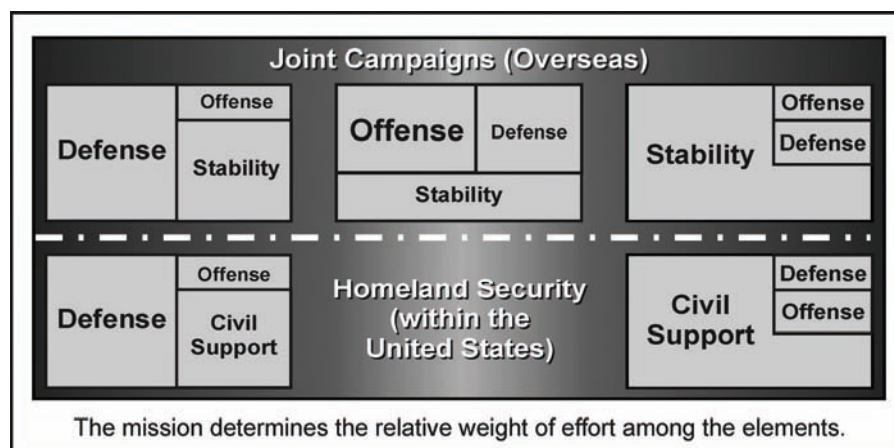 Joint Campaigns (Overseas)
Defense
Offense
Stability
Offense
Defense
Stability
Stability
Offense
Defense
Defense
Offense
Civil
Support
Homeland Security
(within the
United States)
Civil
Support
Defense
Offense
The mission determines the relative weight of effort among the elements.